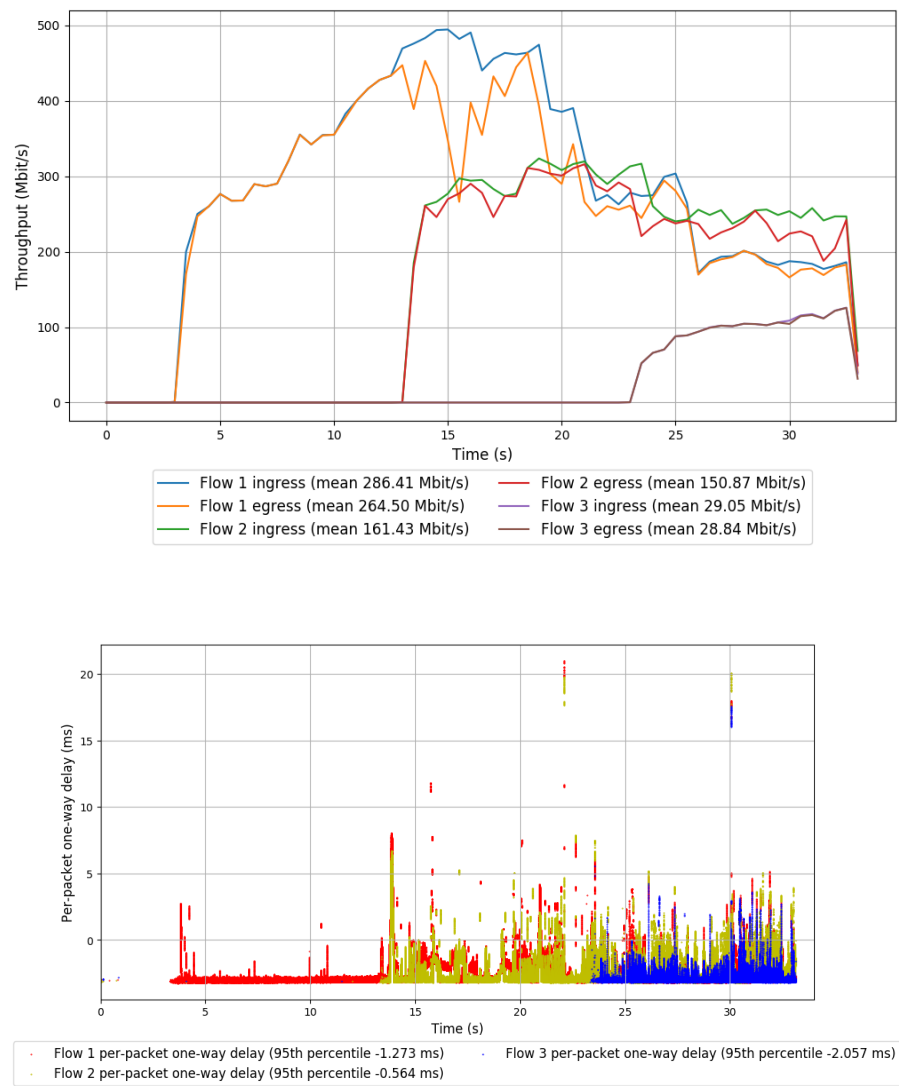 500
400
300
200
100
0
Throughput (Mbit/s)
0 5 10 15 20 25 30
Time (s)
Flow 1 ingress (mean 286.41 Mbit/s) Flow 2 egress (mean 150.87 Mbit/s)
Flow 1 egress (mean 264.50 Mbit/s) Flow 3 ingress (mean 29.05 Mbit/s)
Flow 2 ingress (mean 161.43 Mbit/s) Flow 3 egress (mean 28.84 Mbit/s)
20
15
10
5
0
Per-packet one-way delay (ms)
0 5 10 15 20 25 30
Time (s)
Flow 1 per-packet one-way delay (95th percentile -1.273 ms) Flow 3 per-packet one-way delay (95th percentile -2.057 ms)
Flow 2 per-packet one-way delay (95th percentile -0.564 ms)